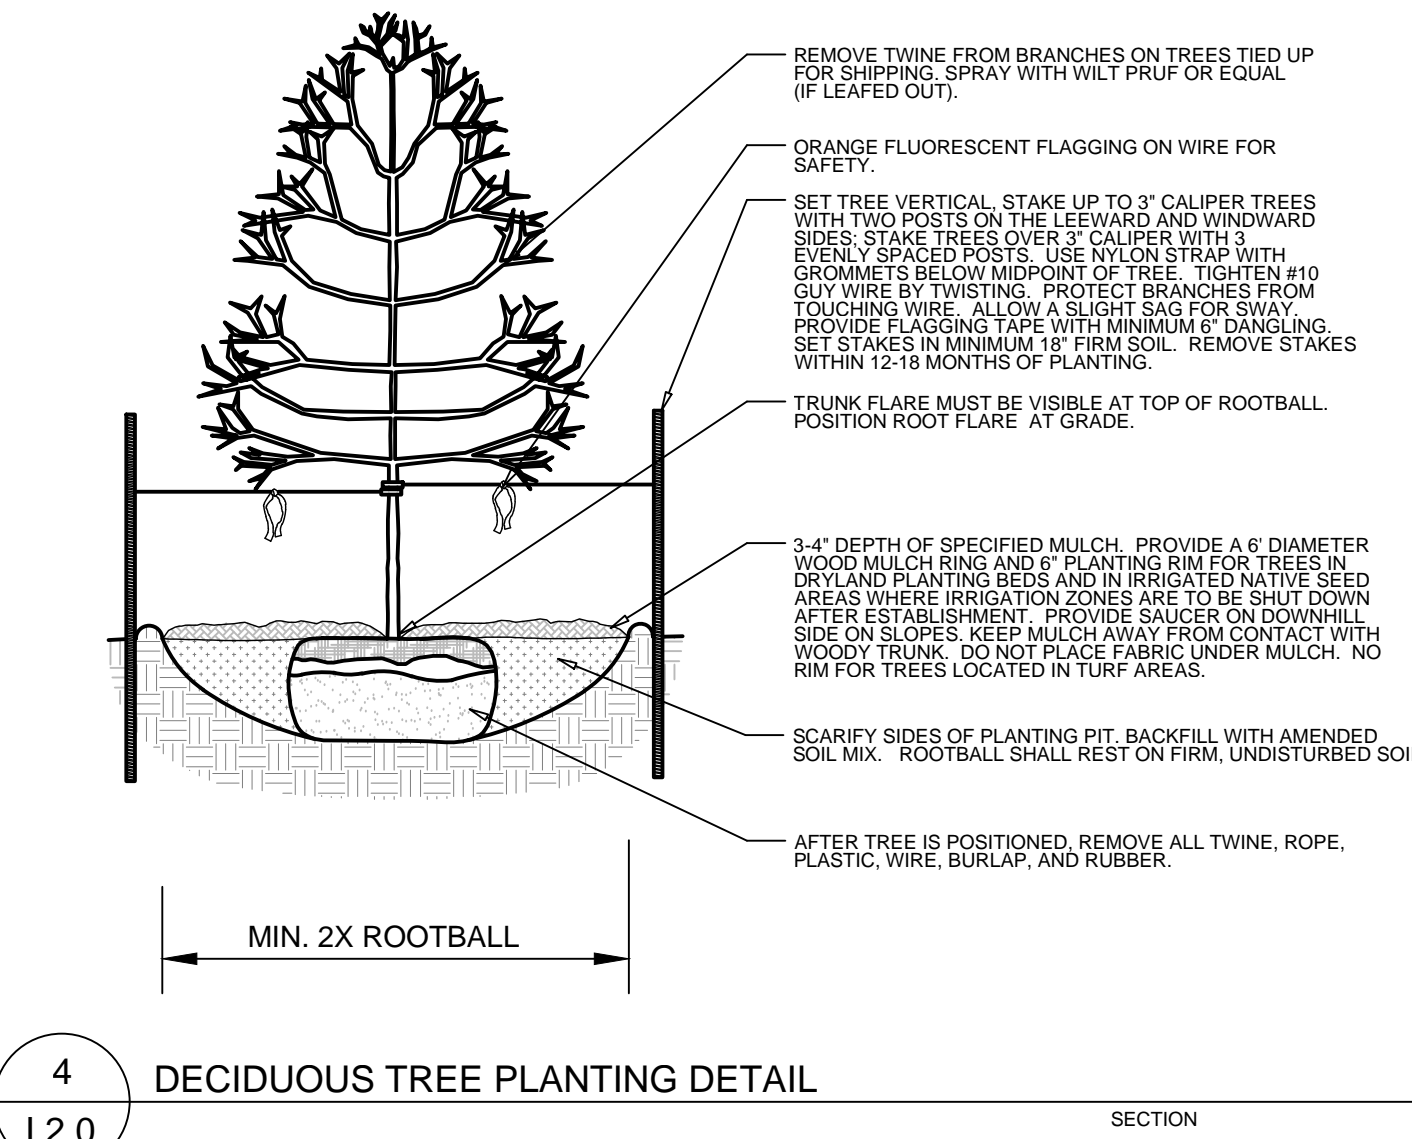 REMOVE TWINE FROM BRANCHES ON TREES TIED UP
FOR SHIPPING. SPRAY WITH WILT PRUF OR EQUAL
(IF LEAFED OUT).
ORANGE FLUORESCENT FLAGGING ON WIRE FOR
SAFETY.
SET TREE VERTICAL, STAKE UP TO 3" CALIPER TREES
WITH TWO POSTS ON THE LEEWARD AND WINDWARD
SIDES; STAKE TREES OVER 3" CALIPER WITH 3
EVENLY SPACED POSTS. USE NYLON STRAP WITH
GROMMETS BELOW MIDPOINT OF TREE. TIGHTEN #10
GUY WIRE BY TWISTING. PROTECT BRANCHES FROM
TOUCHING WIRE. ALLOW A SLIGHT SAG FOR SWAY.
PROVIDE FLAGGING TAPE WITH MINIMUM 6" DANGLING.
SET STAKES IN MINIMUM 18" FIRM SOIL. REMOVE STAKES
WITHIN 12-18 MONTHS OF PLANTING.
TRUNK FLARE MUST BE VISIBLE AT TOP OF ROOTBALL.
POSITION ROOT FLARE AT GRADE.
3-4" DEPTH OF SPECIFIED MULCH. PROVIDE A 6' DIAMETER
WOOD MULCH RING AND 6" PLANTING RIM FOR TREES IN
DRYLAND PLANTING BEDS AND IN IRRIGATED NATIVE SEED
AREAS WHERE IRRIGATION ZONES ARE TO BE SHUT DOWN
AFTER ESTABLISHMENT. PROVIDE SAUCER ON DOWNHILL
SIDE ON SLOPES. KEEP MULCH AWAY FROM CONTACT WITH
WOODY TRUNK. DO NOT PLACE FABRIC UNDER MULCH. NO
RIM FOR TREES LOCATED IN TURF AREAS.
SCARIFY SIDES OF PLANTING PIT. BACKFILL WITH AMENDED
SOIL MIX. ROOTBALL SHALL REST ON FIRM, UNDISTURBED
AFTER TREE IS POSITIONED, REMOVE ALL TWINE, ROPE,
PLASTIC, WIRE, BURLAP, AND RUBBER.
MIN. 2X ROOTBALL
4
DECIDUOUS TREE PLANTING DETAIL
SECTION